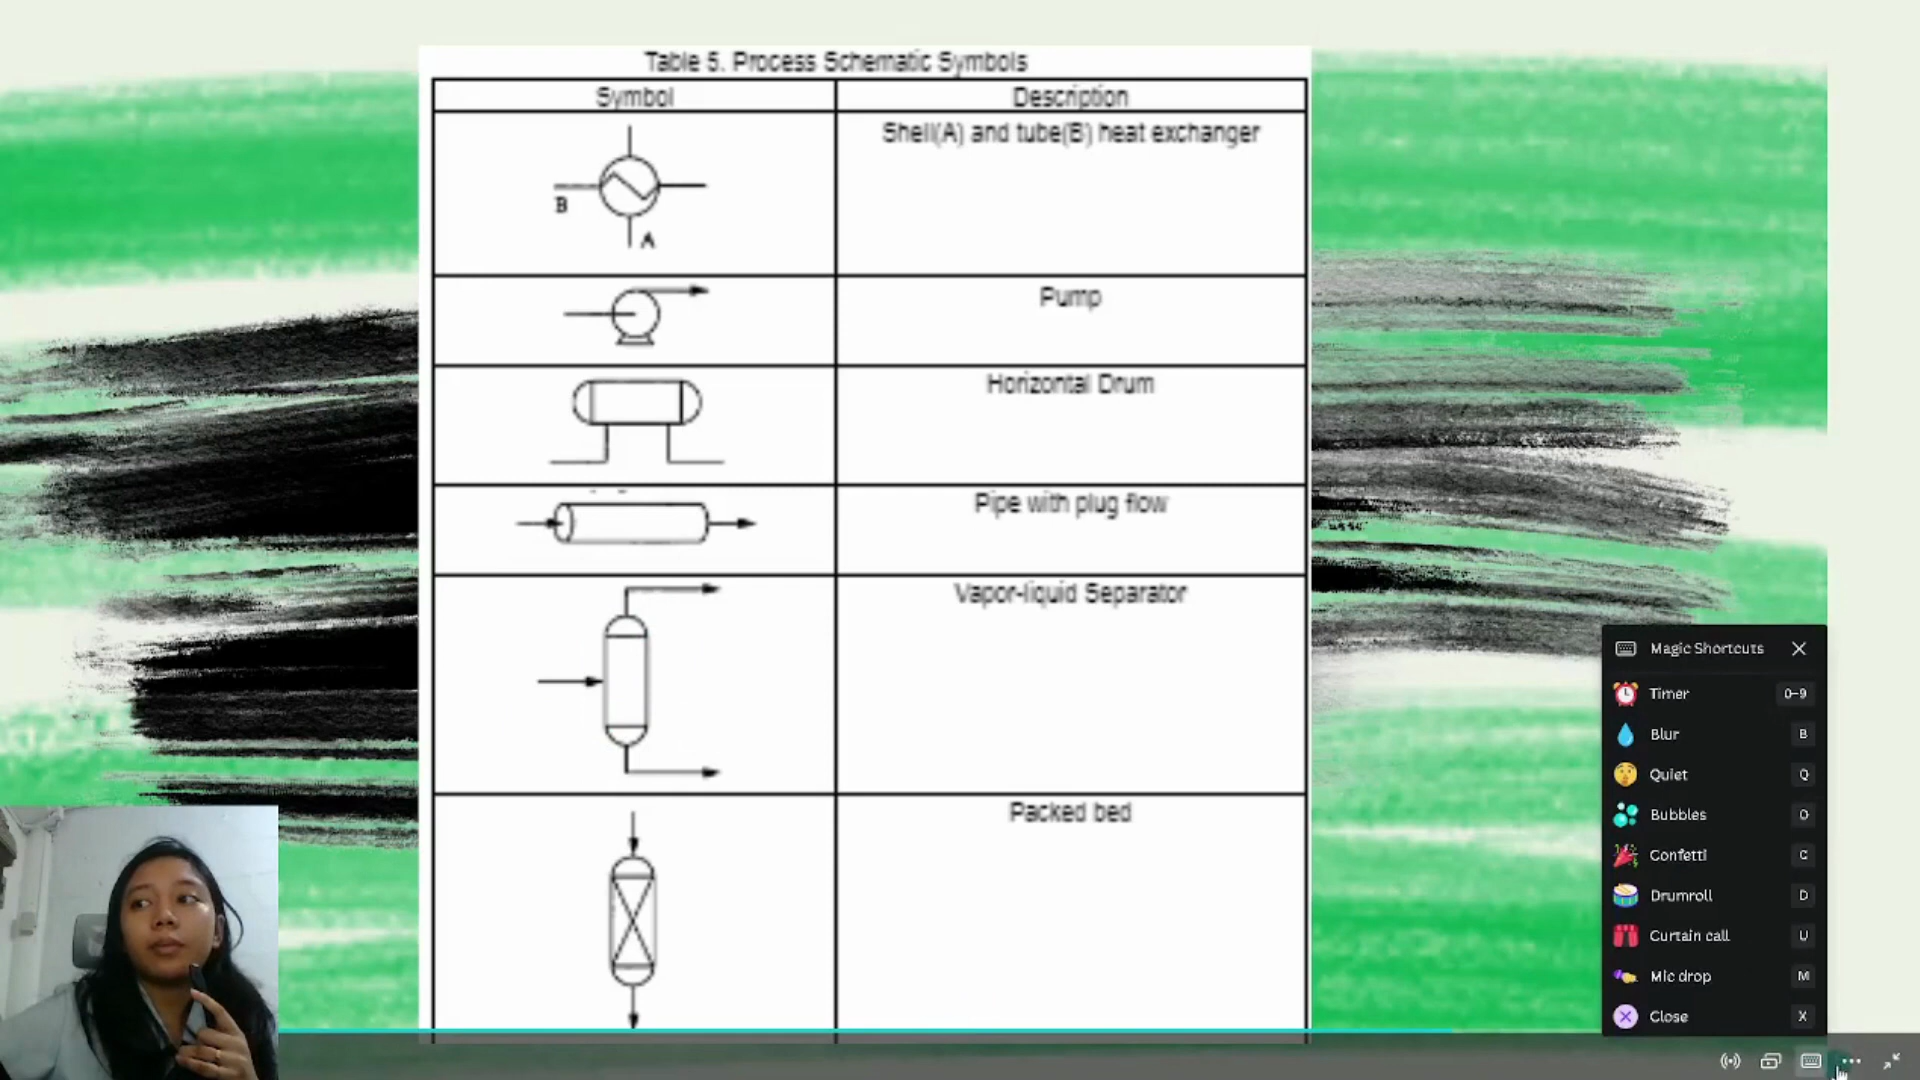 Table 5. Process Schematic Symbols
Symbol Description
Shell(A) and tube(B) heat exchanger
B
A
Pump
Horizontal Drum
Pipe with plug flow
Vapor-liquid Separator
Packed bed
Magic Shortcuts
Timer 0-9
Blur B
Quiet Q
Bubbles O
Confetti C
Drumroll D
Curtain call U
Mic drop M
Close X